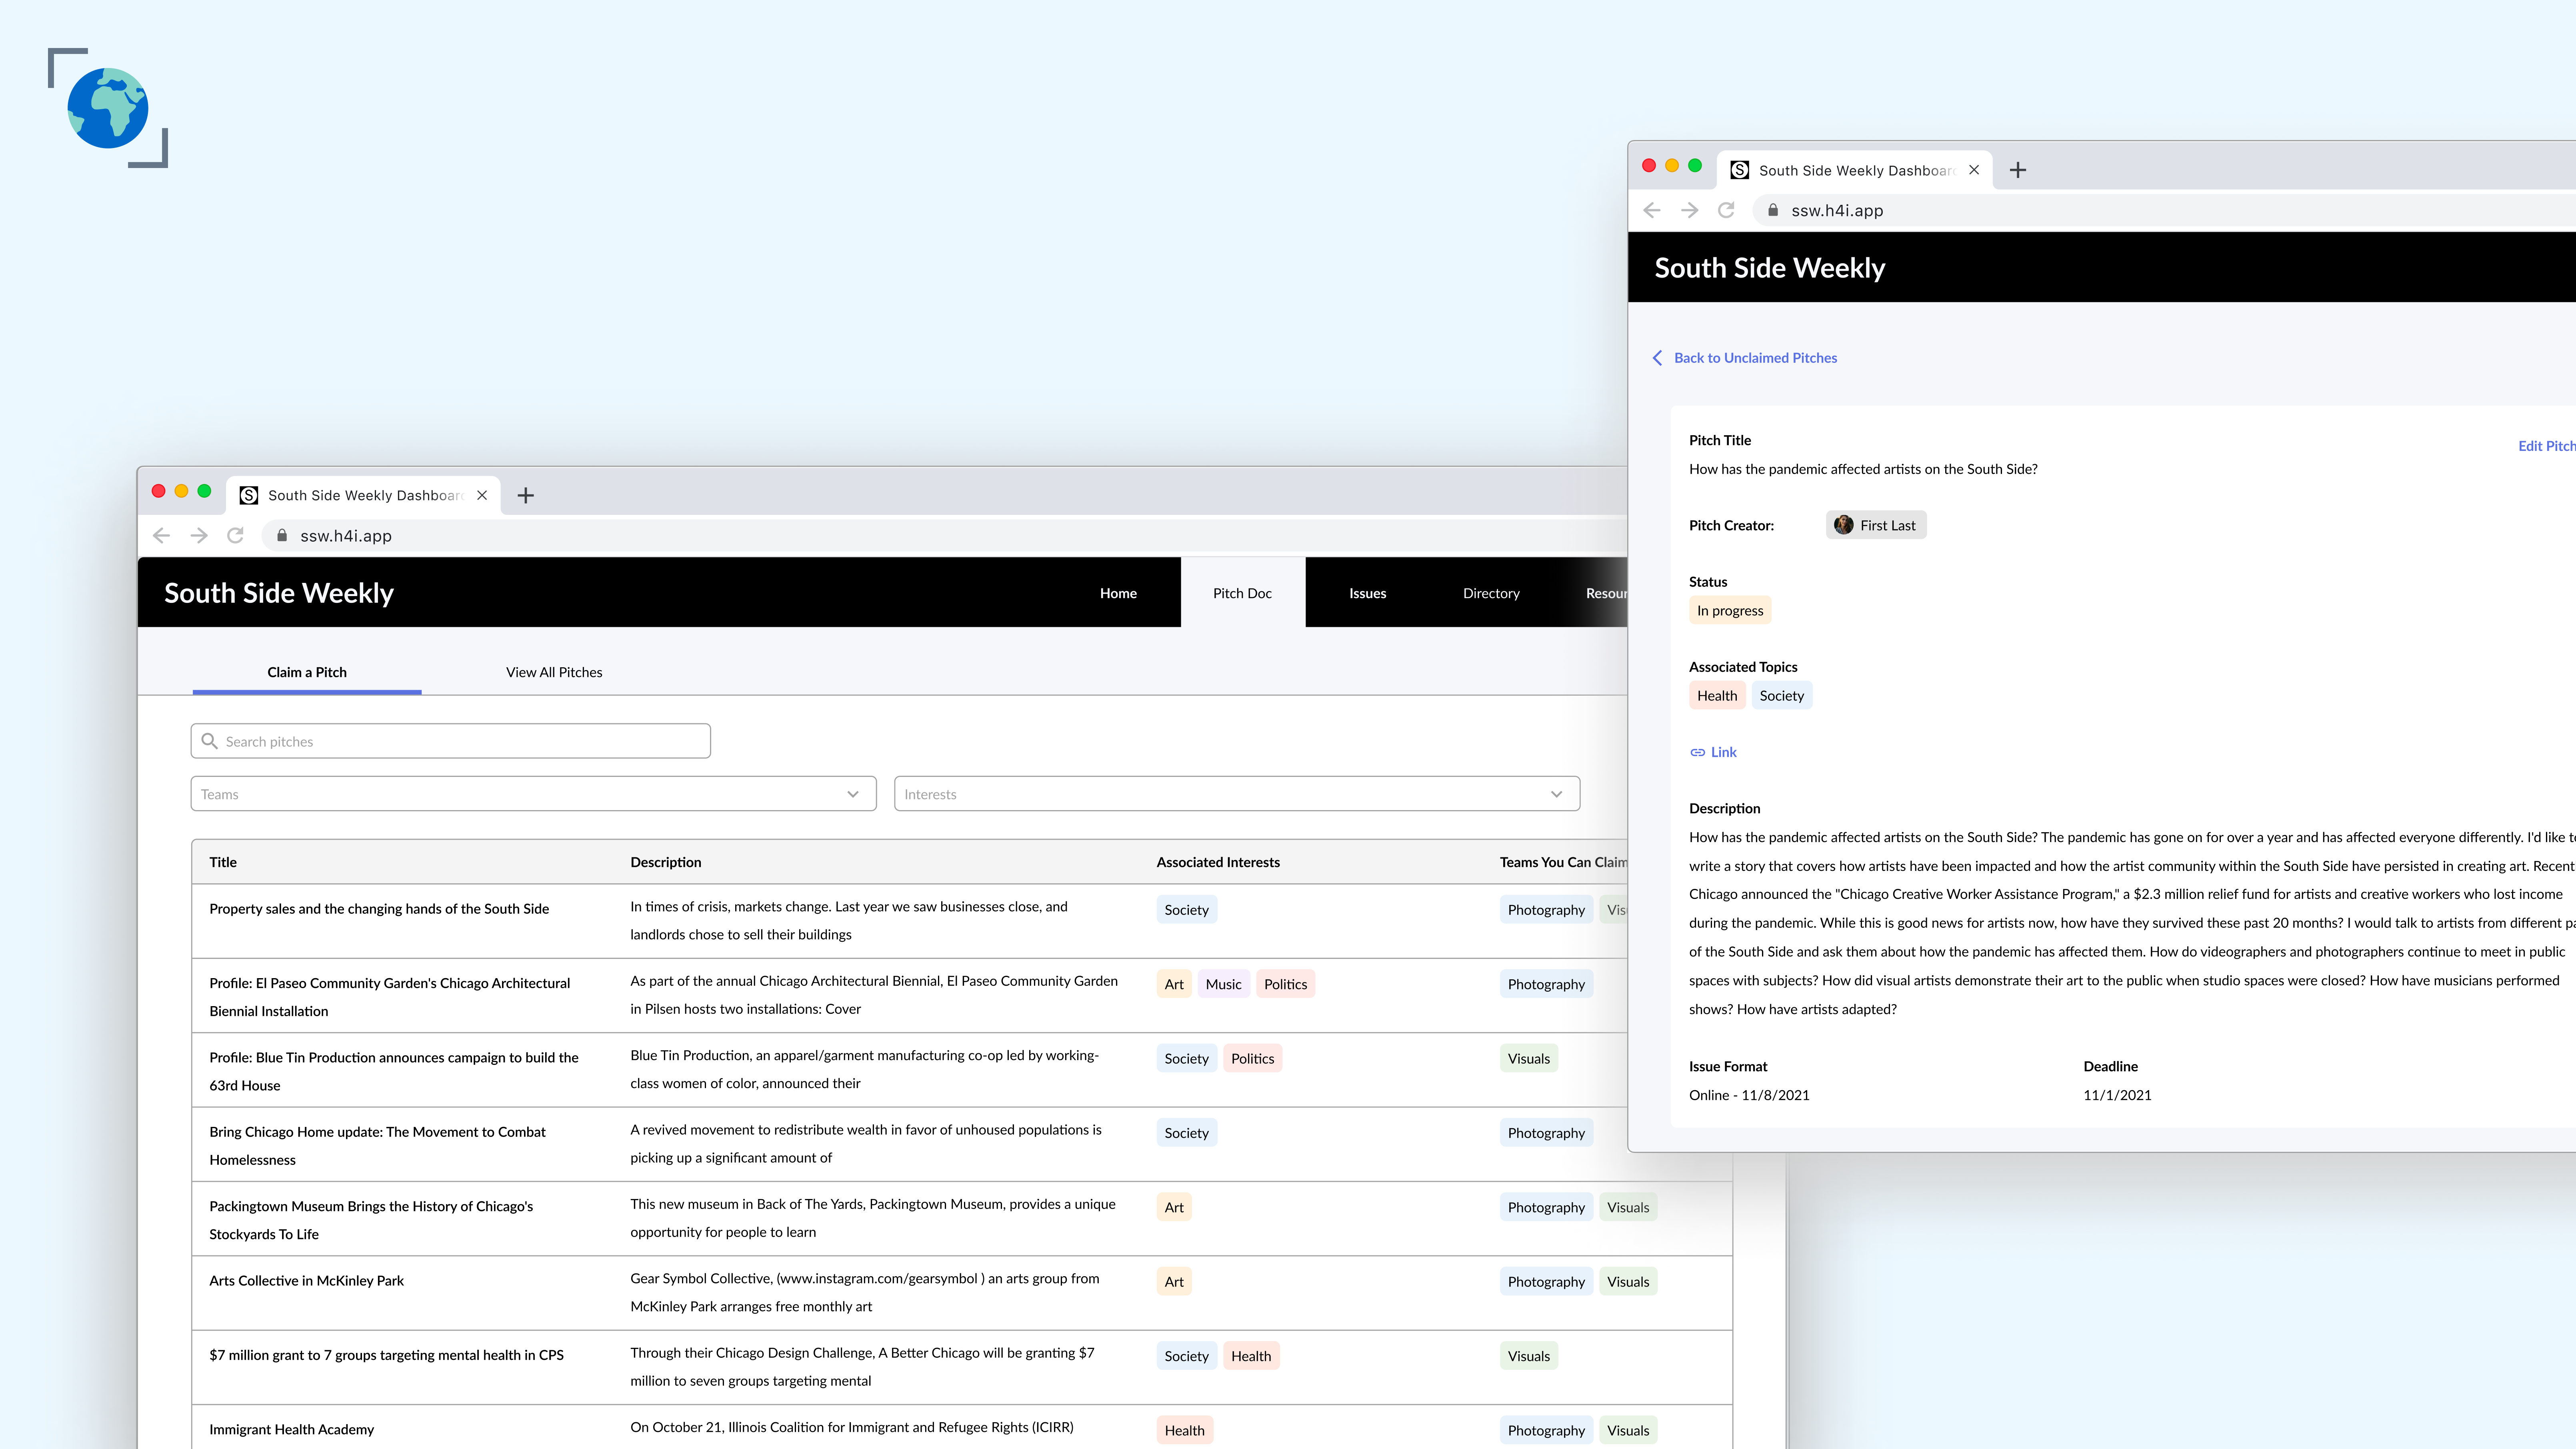 South Side Weekly Dashboard
ssw.h4i.app
South Side Weekly
Home
Pitch Doc
Issues
Directory
Claim a Pitch
View All Pitches
Search pitches
Teams
Interests
Title
Description
Associated Interests
Teams You Can Claim
Property sales and the changing hands of the South Side
In times of crisis, markets change. Last year we saw businesses close, and
landlords chose to sell their buildings
Society
Photography
Profile: El Paseo Community Garden's Chicago Architectural
Biennial Installation
As part of the annual Chicago Architectural Biennial, El Paseo Community Garden
in Pilsen hosts two installations: Cover
Art
Music
Politics
Photography
Profile: Blue Tin Production announces campaign to build the
63rd House
Blue Tin Production, an apparel/garment manufacturing co-op led by working-
class women of color, announced their
Society
Politics
Visuals
Bring Chicago Home update: The Movement to Combat
Homelessness
A revived movement to redistribute wealth in favor of unhoused populations is
picking up a significant amount of
Society
Photography
Packingtown Museum Brings the History of Chicago's
Stockyards To Life
This new museum in Back of The Yards, Packingtown Museum, provides a unique
opportunity for people to learn
Art
Photography
Visuals
Arts Collective in McKinley Park
Gear Symbol Collective, (www.instagram.com/gearsymbol ) an arts group from
McKinley Park arranges free monthly art
Art
Photography
Visuals
$7 million grant to 7 groups targeting mental health in CPS
Through their Chicago Design Challenge, A Better Chicago will be granting $7
million to seven groups targeting mental
Society
Health
Visuals
Immigrant Health Academy
On October 21, Illinois Coalition for Immigrant and Refugee Rights (ICIRR)
Health
Photography
Visuals
South Side Weekly Dashboard
ssw.h4i.app
South Side Weekly
Back to Unclaimed Pitches
Pitch Title
Edit Pitch
How has the pandemic affected artists on the South Side?
Pitch Creator:
First Last
Status
In progress
Associated Topics
Health
Society
Link
Description
How has the pandemic affected artists on the South Side? The pandemic has gone on for over a year and has affected everyone differently. I'd like
write a story that covers how artists have been impacted and how the artist community within the South Side have persisted in creating art.
Chicago announced the "Chicago Creative Worker Assistance Program," a $2.3 million relief fund for artists and creative workers who lost income
during the pandemic. While this is good news for artists now, how have they survived these past 20 months? I would talk to artists from different
of the South Side and ask them about how the pandemic has affected them. How do videographers and photographers continue to meet in public
spaces with subjects? How did visual artists demonstrate their art to the public when studio spaces were closed? How have musicians performed
shows? How have artists adapted?
Issue Format
Deadline
Online - 11/8/2021
11/1/2021